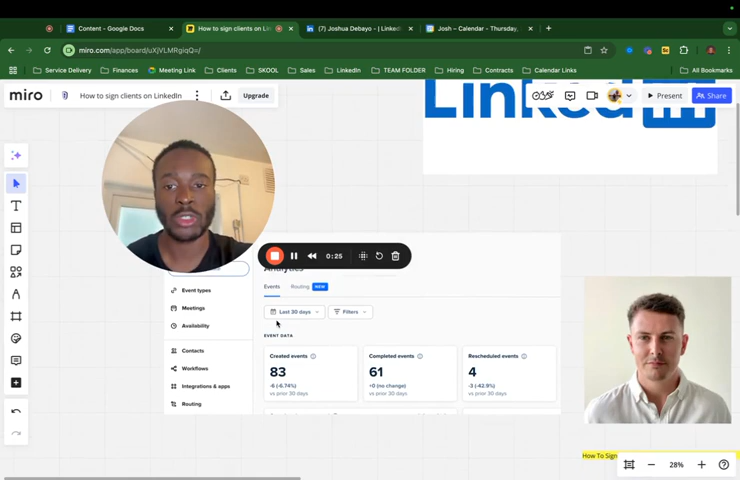 Content - Google Docs
How to sign clients on Lin
(7) Joshua Debayo - | LinkedI
Josh – Calendar - Thursday,
miro.com/app/board/uXjVLMRgiqQ=/
Service Delivery
Finances
Meeting Link
Clients
SKOOL
Sales
LinkedIn
TEAM FOLDER
Hiring
Contracts
Calendar Links
All Bookmarks
miro
How to sign clients on LinkedIn
Upgrade
Present
Share
Linked
in
0:25
Analytics
Events
Routing
NEW
Event types
Meetings
Availability
Contacts
Workflows
Integrations & apps
Routing
Last 30 days
Filters
EVENT DATA
Created events
83
-6 (-6.74%)
vs prior 30 days
Completed events
61
+0 (no change)
vs prior 30 days
Rescheduled events
4
-3 (-42.9%)
vs prior 30 days
How To Sign
28%